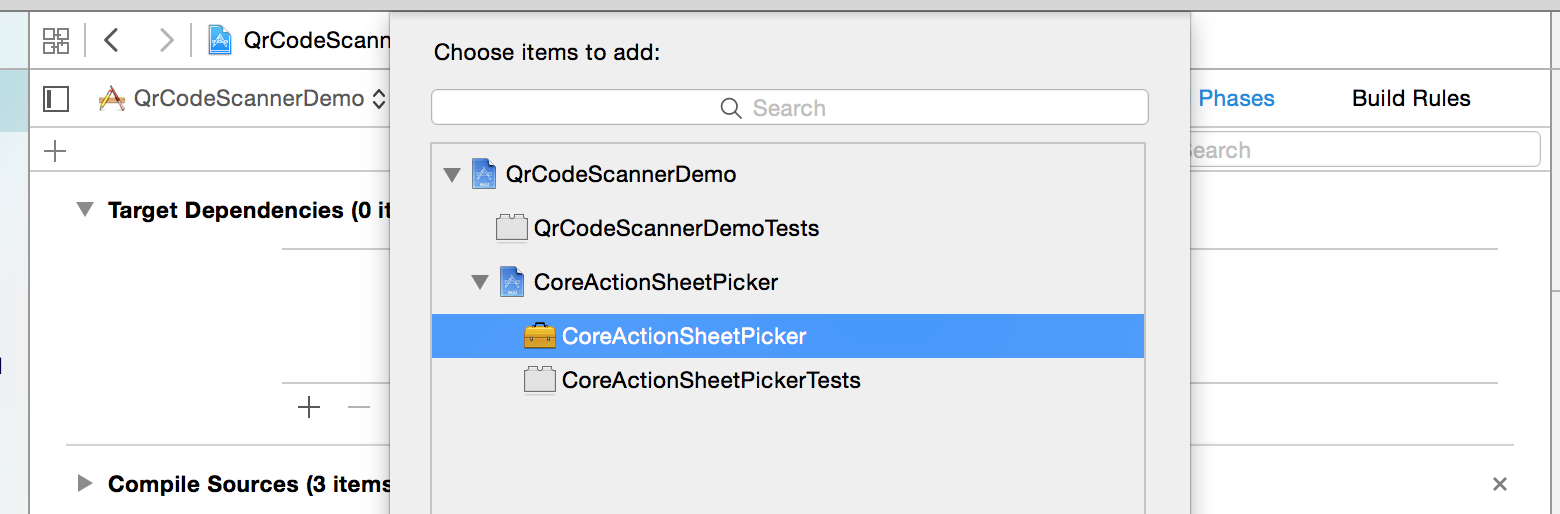 QrCodeScann
Choose items to add:
QrCodeScannerDemo
Search
Phases
Build Rules
earch
QrCodeScannerDemo
Target Dependencies (0 it
QrCodeScannerDemoTests
CoreActionSheetPicker
CoreActionSheetPicker
CoreActionSheetPickerTests
Compile Sources (3 items